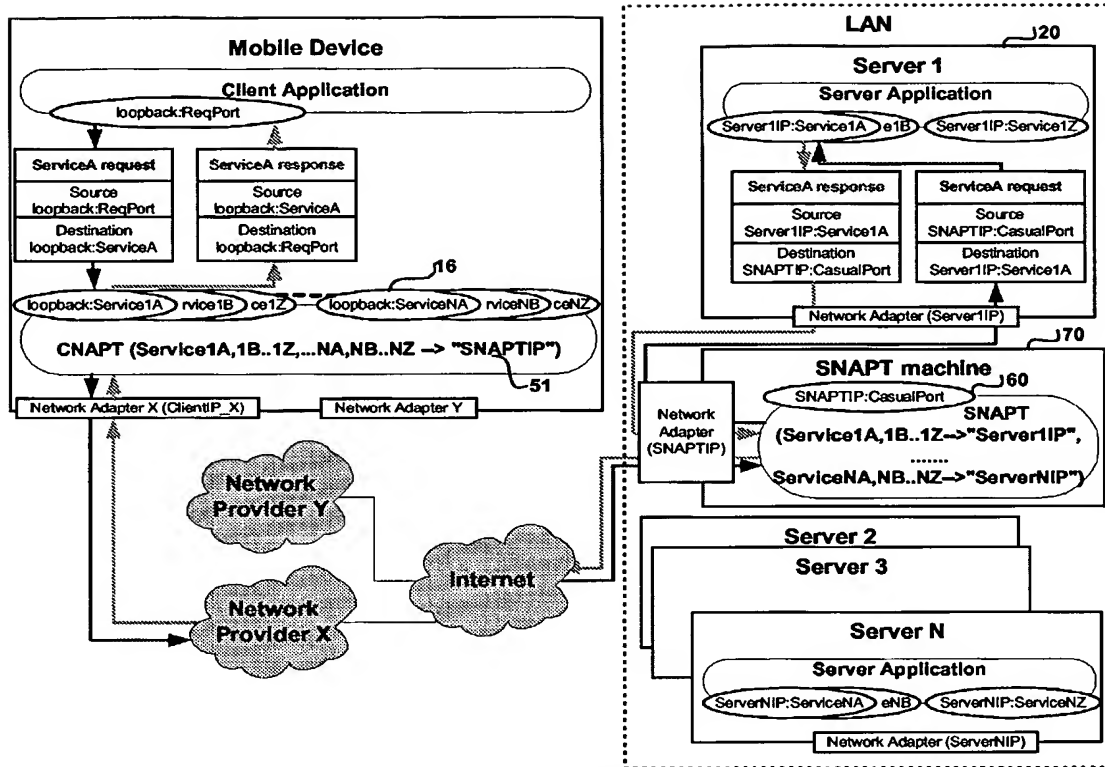 Mobile Device
Client Application
loopback:ReqPort
ServiceA request
Source
loopback:ReqPort
Destination
loopback:ServiceA
ServiceA response
Source
loopback:ServiceA
Destination
loopback:ReqPort
16
loopback:Service1A
rvice1B
ce1Z
loopback:ServiceNA
rviceNB
ceNZ
CNAPT (Service1A,1B..1Z,...NA,NB..NZ --> "SNAPTIP")
51
Network Adapter X (ClientIP_X)
Network Adapter Y
Network
Provider Y
Network
Provider X
Internet
LAN
20
Server 1
Server Application
Server1IP:Service1A
e1B
Server1IP:Service1Z
ServiceA response
Source
Server1IP:Service1A
Destination
SNAPTIP:CasualPort
ServiceA request
Source
SNAPTIP:CasualPort
Destination
Server1IP:Service1A
Network Adapter (Server1IP)
70
SNAPT machine
60
SNAPTIP:CasualPort
Network
Adapter
(SNAPTIP)
SNAPT
(Service1A,1B..1Z-->"Server1IP",
.......
ServiceNA,NB..NZ-->"ServerNIP")
Server 2
Server 3
Server N
Server Application
ServerNIP:ServiceNA
eNB
ServerNIP:ServiceNZ
Network Adapter (ServerNIP)